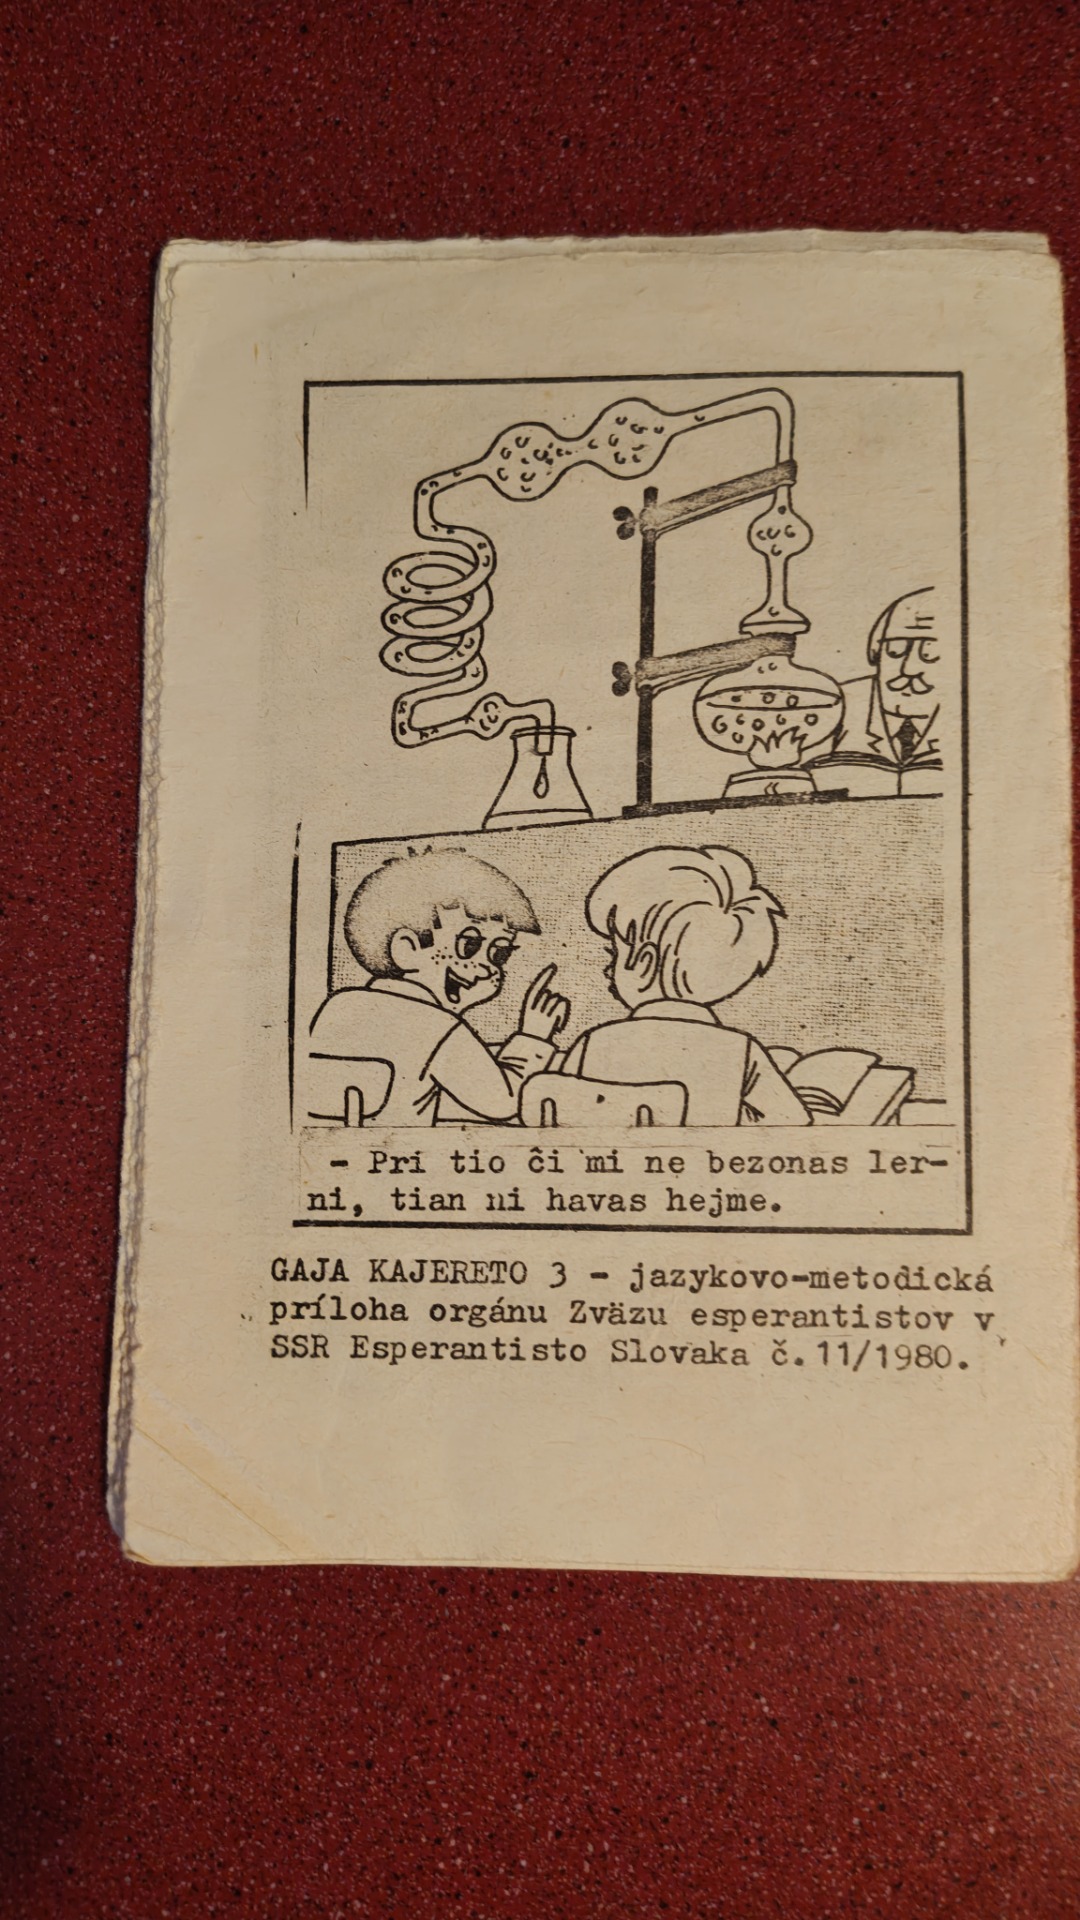 - Pri tio ĉi mi ne bezonas ler-
ni, tian ni havas hejme.
GAJA KAJERETO 3 - jazykovo-metodická
príloha orgánu Zväzu esperantistov v
SSR Esperantisto Slovaka č.11/1980.